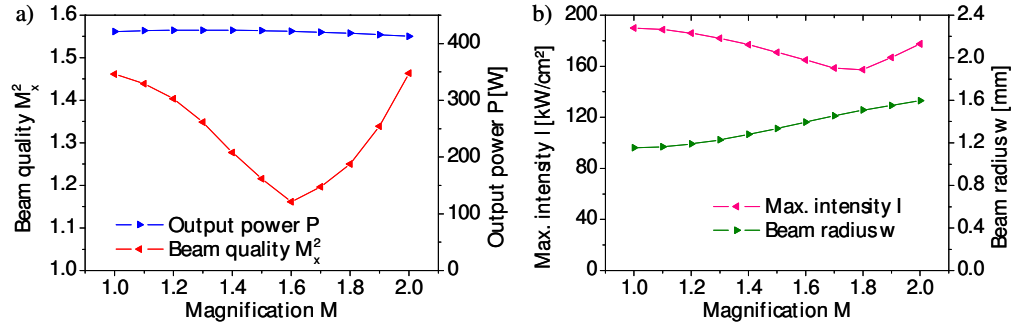 a)
Beam quality M²ₓ
1.6
1.5
1.4
1.3
1.2
1.1
1.0
Output power P
Beam quality M²ₓ
1.0 1.2 1.4 1.6 1.8 2.0
Magnification M
400
300
200
100
0
Output power P [W]
b)
Max. intensity I [kW/cm²]
200
160
120
80
40
0
Max. intensity I
Beam radius w
1.0 1.2 1.4 1.6 1.8 2.0
Magnification M
2.4
2.0
1.6
1.2
0.8
0.4
0.0
Beam radius w [mm]